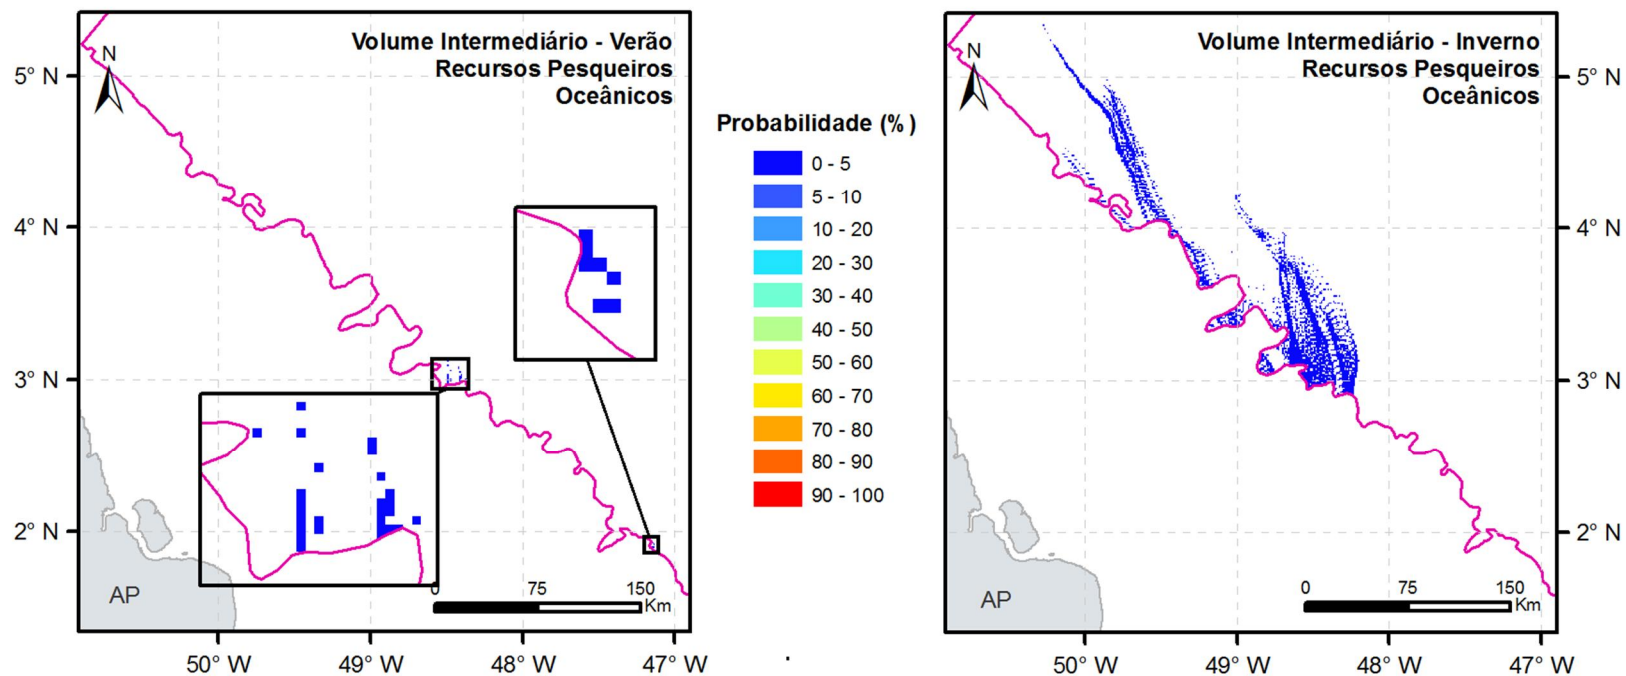 Volume Intermediário - Verão
Recursos Pesqueiros
Oceânicos
N
5° N
4° N
3° N
2° N
AP
0 75 150
Km
50° W 49° W 48° W 47° W
Probabilidade (%)
0 - 5
5 - 10
10 - 20
20 - 30
30 - 40
40 - 50
50 - 60
60 - 70
70 - 80
80 - 90
90 - 100
Volume Intermediário - Inverno
Recursos Pesqueiros
Oceânicos
N
5° N
4° N
3° N
2° N
AP
0 75 150
Km
50° W 49° W 48° W 47° W